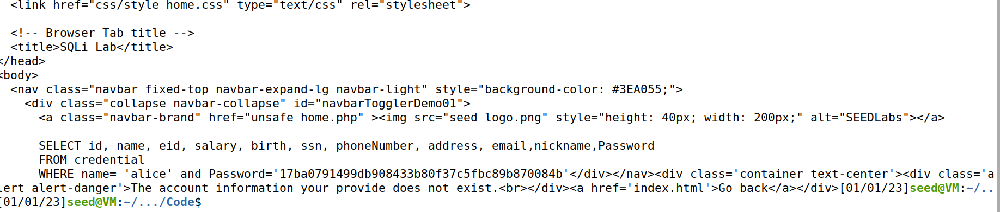 <link href="css/style_home.css" type="text/css" rel="stylesheet">
<!-- Browser Tab title -->
<title>SQLi Lab</title>
</head>
<body>
<nav class="navbar fixed-top navbar-expand-lg navbar-light" style="background-color: #3EA055;">
<div class="collapse navbar-collapse" id="navbarTogglerDemo01">
<a class="navbar-brand" href="unsafe_home.php" ><img src="seed_logo.png" style="height: 40px; width: 200px;" alt="SEEDLabs"></a>
SELECT id, name, eid, salary, birth, ssn, phoneNumber, address, email,nickname,Password
FROM credential
WHERE name= 'alice' and Password='17ba0791499db908433b80f37c5fbc89b870084b'</div></nav><div class='container text-center'><div class='a
lert alert-danger'>The account information your provide does not exist.<br></div><a href='index.html'>Go back</a></div>[01/01/23]seed@VM:~/..
[01/01/23]seed@VM:~/.../Code$